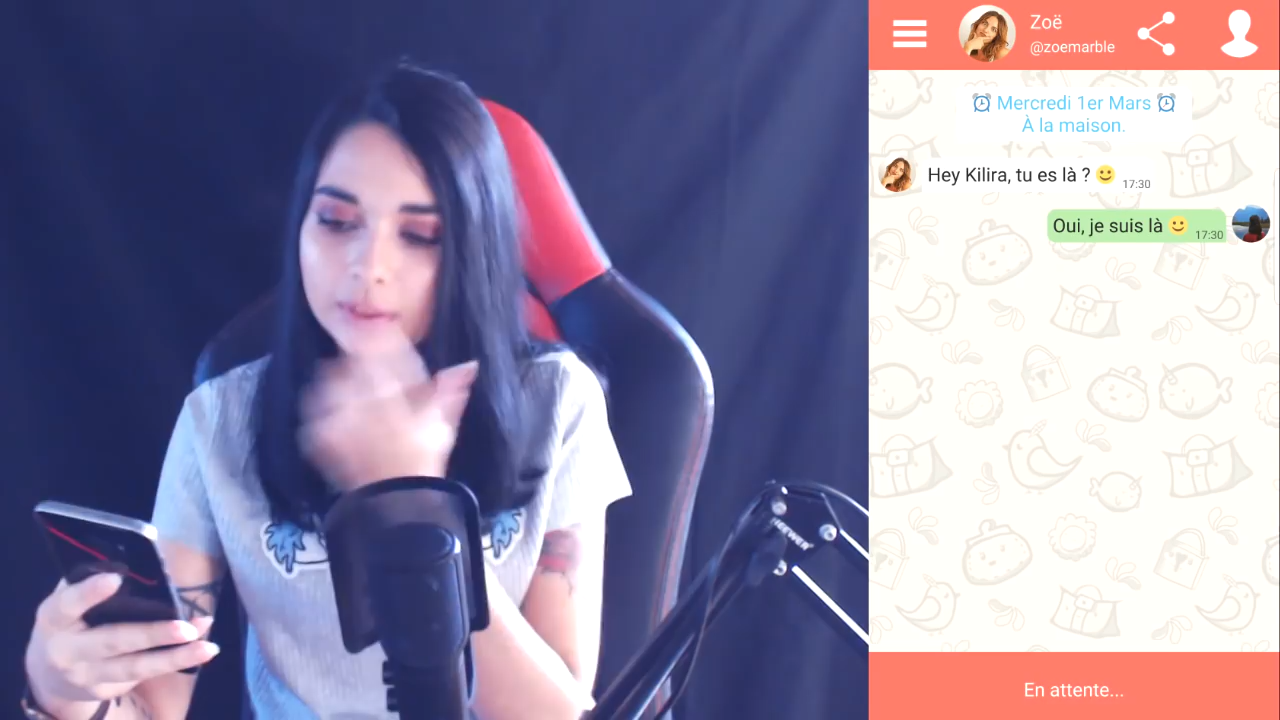 Zoë
@zoemarble
Mercredi 1er Mars
À la maison.
Hey Kilira, tu es là ? 🙂 17:30
Oui, je suis là 🙂 17:30
NEEWER
En attente...